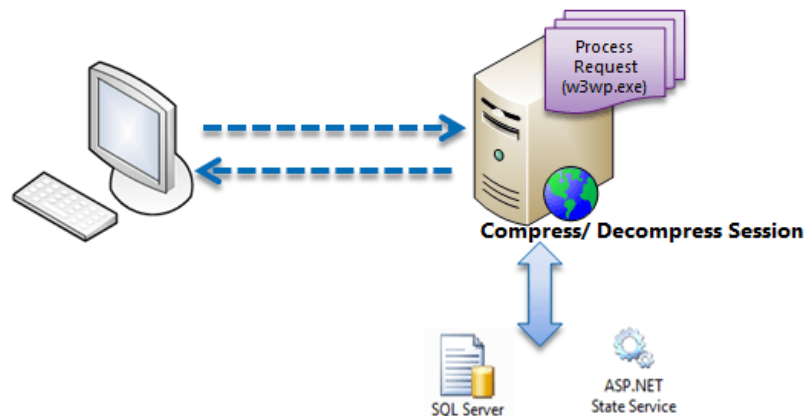 Process
Request
(w3wp.exe)
Compress/ Decompress Session
SQL Server
ASP.NET
State Service